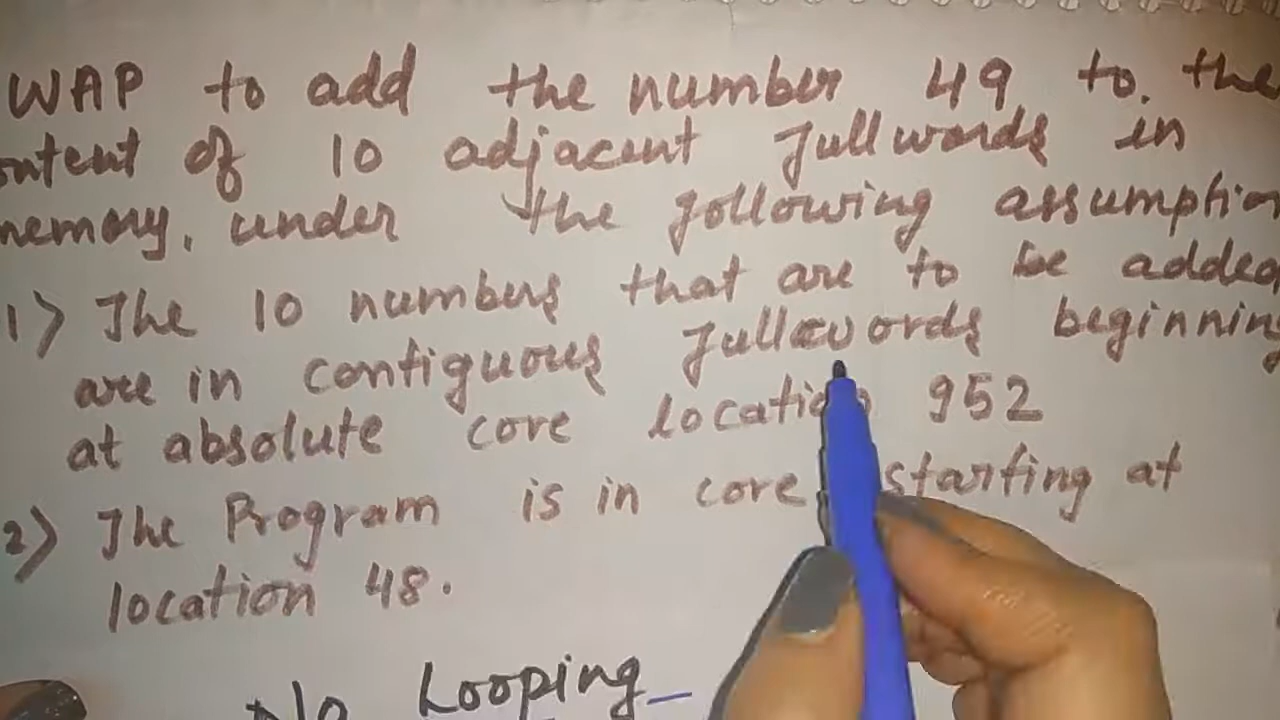 WAP to add the number 49 to. the
ontent of 10 adjacent fullwords in
memory, under the following assumption
1) The 10 numbers that are to be added
are in contiguous fullwords beginning
at absolute core location 952
2) The Program is in core starting at
location 48.
No Looping